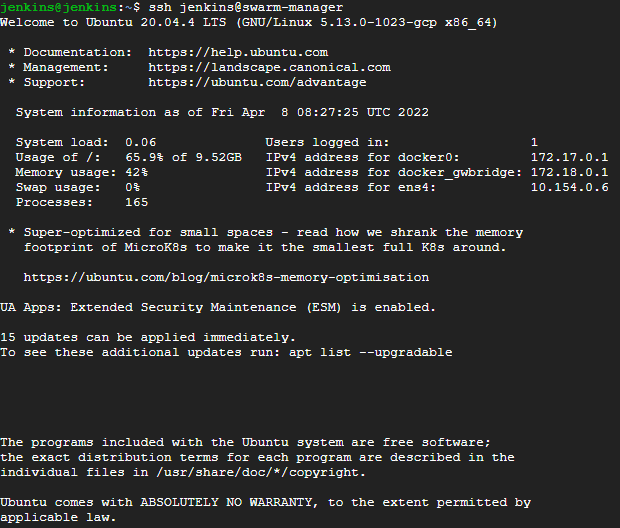 jenkins@jenkins:~$ ssh jenkins@swarm-manager
Welcome to Ubuntu 20.04.4 LTS (GNU/Linux 5.13.0-1023-gcp x86_64)
* Documentation:  https://help.ubuntu.com
* Management:     https://landscape.canonical.com
* Support:        https://ubuntu.com/advantage
System information as of Fri Apr  8 08:27:25 UTC 2022
System load:  0.06              Users logged in:                  1
Usage of /:   65.9% of 9.52GB   IPv4 address for docker0:         172.17.0.1
Memory usage: 42%               IPv4 address for docker_gwbridge: 172.18.0.1
Swap usage:   0%                IPv4 address for ens4:            10.154.0.6
Processes:    165
* Super-optimized for small spaces - read how we shrank the memory
footprint of MicroK8s to make it the smallest full K8s around.
https://ubuntu.com/blog/microk8s-memory-optimisation
UA Apps: Extended Security Maintenance (ESM) is enabled.
15 updates can be applied immediately.
To see these additional updates run: apt list --upgradable
The programs included with the Ubuntu system are free software;
the exact distribution terms for each program are described in the
individual files in /usr/share/doc/*/copyright.
Ubuntu comes with ABSOLUTELY NO WARRANTY, to the extent permitted by
applicable law.